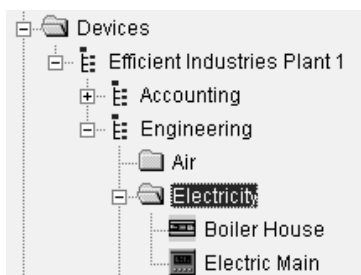 Devices
Efficient Industries Plant 1
Accounting
Engineering
Air
Electricity
Boiler House
Electric Main